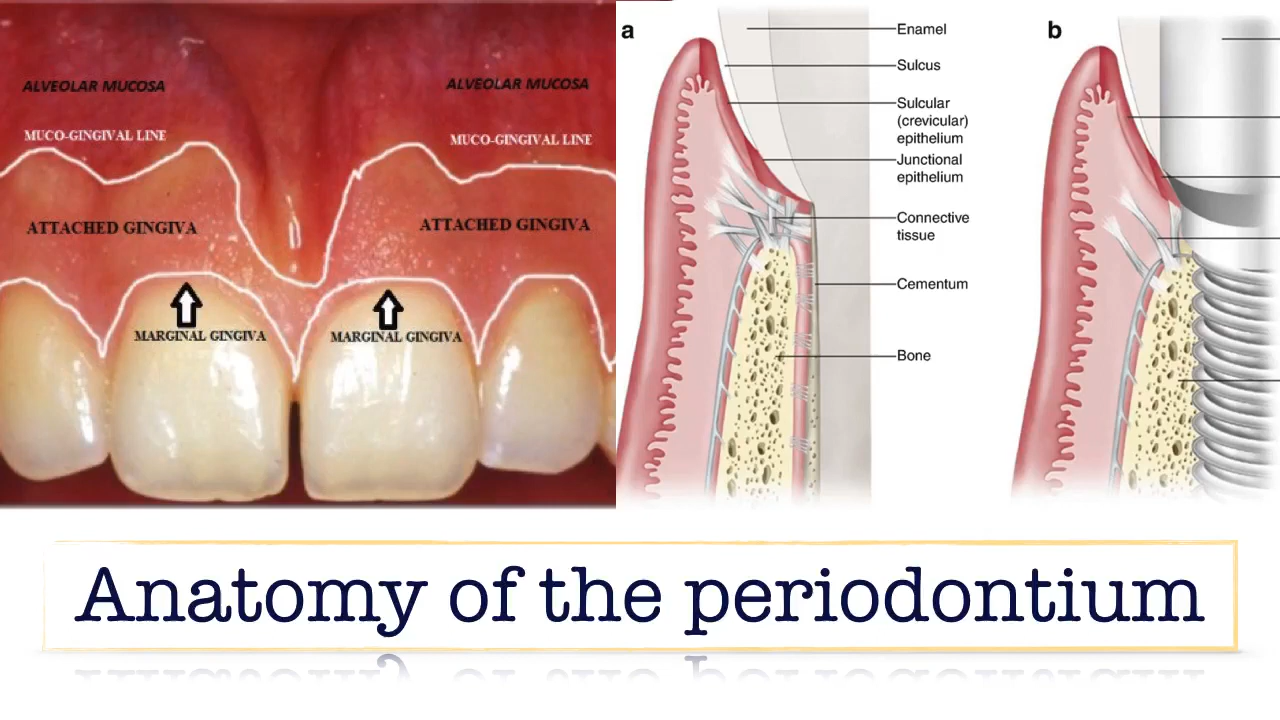 ALVEOLAR MUCOSA
ALVEOLAR MUCOSA
MUCO-GINGIVAL LINE
MUCO-GINGIVAL LINE
ATTACHED GINGIVA
ATTACHED GINGIVA
MARGINAL GINGIVA
MARGINAL GINGIVA
a
Enamel
Sulcus
Sulcular
(crevicular)
epithelium
Junctional
epithelium
Connective
tissue
Cementum
Bone
b
Anatomy of the periodontium